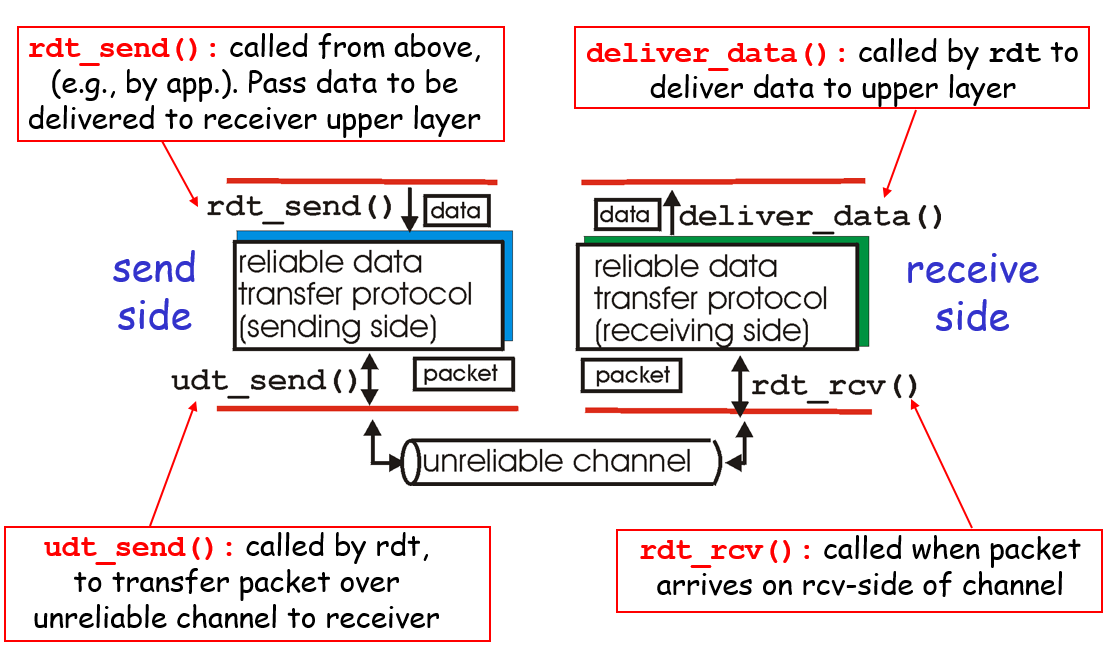 rdt_send(): called from above,
(e.g., by app.). Pass data to be
delivered to receiver upper layer
deliver_data(): called by rdt to
deliver data to upper layer
rdt_send()
data
data
deliver_data()
send
side
reliable data
transfer protocol
(sending side)
reliable data
transfer protocol
(receiving side)
receive
side
udt_send()
packet
packet
rdt_rcv()
unreliable channel
udt_send(): called by rdt,
to transfer packet over
unreliable channel to receiver
rdt_rcv(): called when packet
arrives on rcv-side of channel